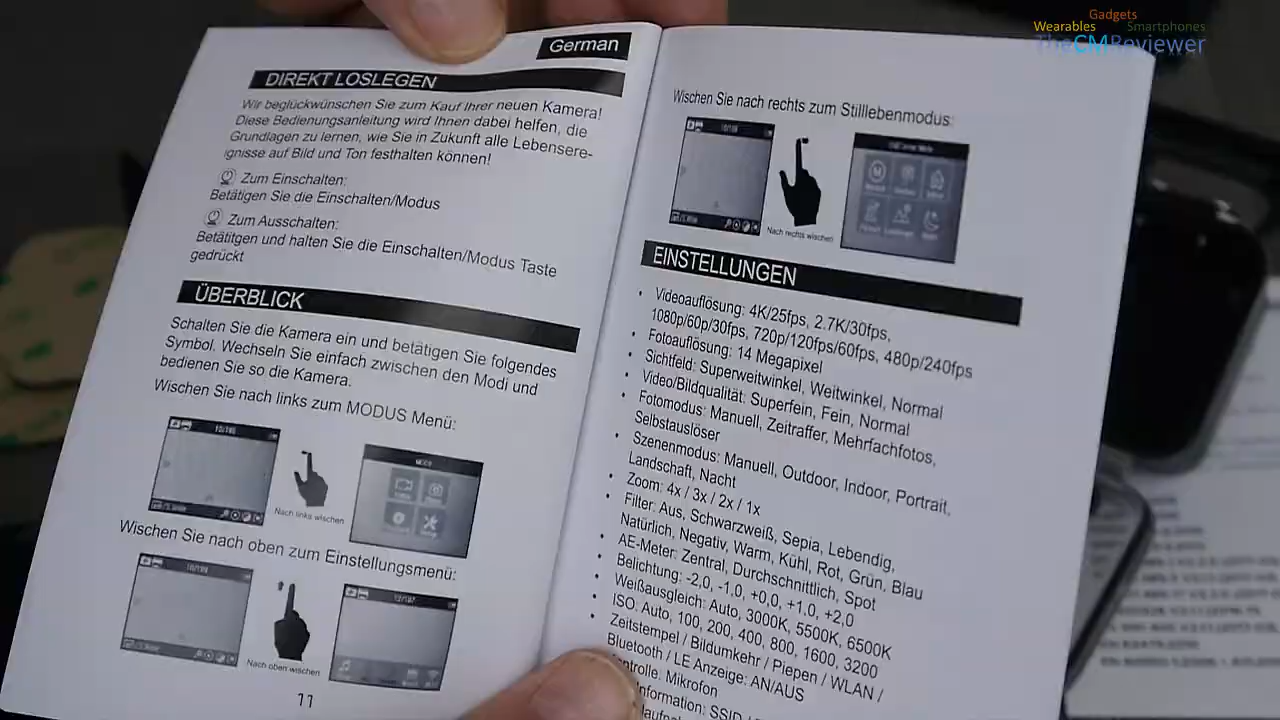 Gadgets
Wearables Smartphones
TheCMReviewer
German
DIREKT LOSLEGEN
Wir beglückwünschen Sie zum Kauf Ihrer neuen Kamera!
Diese Bedienungsanleitung wird Ihnen dabei helfen, die
Grundlagen zu lernen, wie Sie in Zukunft alle Lebensere-
ignisse auf Bild und Ton festhalten können!
Zum Einschalten:
Betätigen Sie die Einschalten/Modus
Zum Ausschalten:
Betätitgen und halten Sie die Einschalten/Modus Taste
gedrückt
ÜBERBLICK
Schalten Sie die Kamera ein und betätigen Sie folgendes
Symbol. Wechseln Sie einfach zwischen den Modi und
bedienen Sie so die Kamera.
Wischen Sie nach links zum MODUS Menü:
Nach links wischen
Wischen Sie nach oben zum Einstellungsmenü:
Nach oben wischen
11
Wischen Sie nach rechts zum Stilllebenmodus:
Nach rechts wischen
EINSTELLUNGEN
• Videoauflösung: 4K/25fps, 2.7K/30fps,
1080p/60p/30fps, 720p/120fps/60fps, 480p/240fps
• Fotoauflösung: 14 Megapixel
• Sichtfeld: Superweitwinkel, Weitwinkel, Normal
• Video/Bildqualität: Superfein, Fein, Normal
• Fotomodus: Manuell, Zeitraffer, Mehrfachfotos,
Selbstauslöser
• Szenenmodus: Manuell, Outdoor, Indoor, Portrait,
Landschaft, Nacht
• Zoom: 4x / 3x / 2x / 1x
• Filter: Aus, Schwarzweiß, Sepia, Lebendig,
Natürlich, Negativ, Warm, Kühl, Rot, Grün, Blau
• AE-Meter: Zentral, Durchschnittlich, Spot
• Belichtung: -2,0, -1.0, +0,0, +1.0, +2,0
• Weißausgleich: Auto, 3000K, 5500K, 6500K
• ISO: Auto, 100, 200, 400, 800, 1600, 3200
• Zeitstempel / Bildumkehr / Piepen / WLAN /
Bluetooth / LE Anzeige: AN/AUS
Mikrofon
SSID